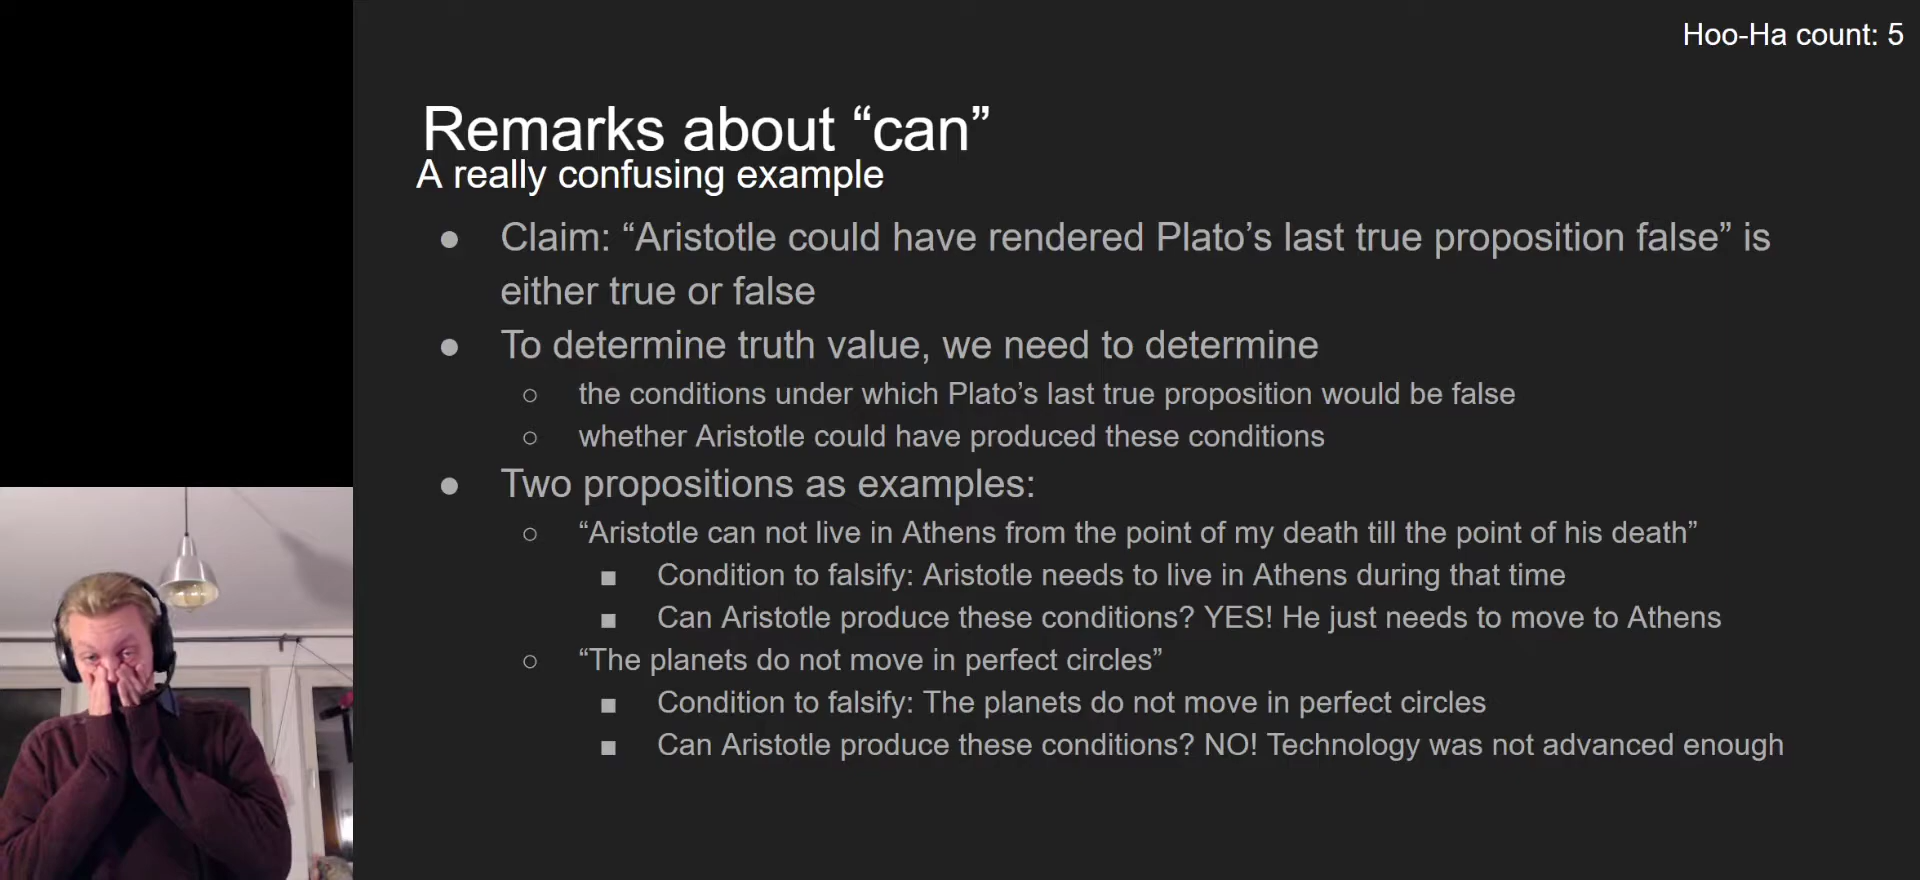 Hoo-Ha count: 5
Remarks about “can”
A really confusing example
● Claim: “Aristotle could have rendered Plato’s last true proposition false” is
either true or false
● To determine truth value, we need to determine
○ the conditions under which Plato’s last true proposition would be false
○ whether Aristotle could have produced these conditions
● Two propositions as examples:
○ “Aristotle can not live in Athens from the point of my death till the point of his death”
■ Condition to falsify: Aristotle needs to live in Athens during that time
■ Can Aristotle produce these conditions? YES! He just needs to move to Athens
○ “The planets do not move in perfect circles”
■ Condition to falsify: The planets do not move in perfect circles
■ Can Aristotle produce these conditions? NO! Technology was not advanced enough